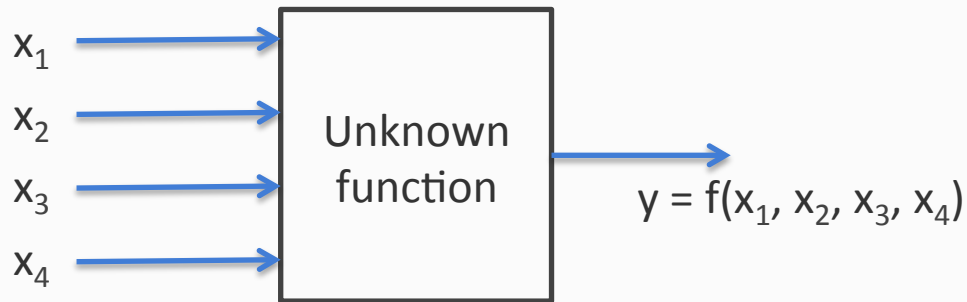 x₁
x₂
x₃
x₄
Unknown
function
y = f(x₁, x₂, x₃, x₄)